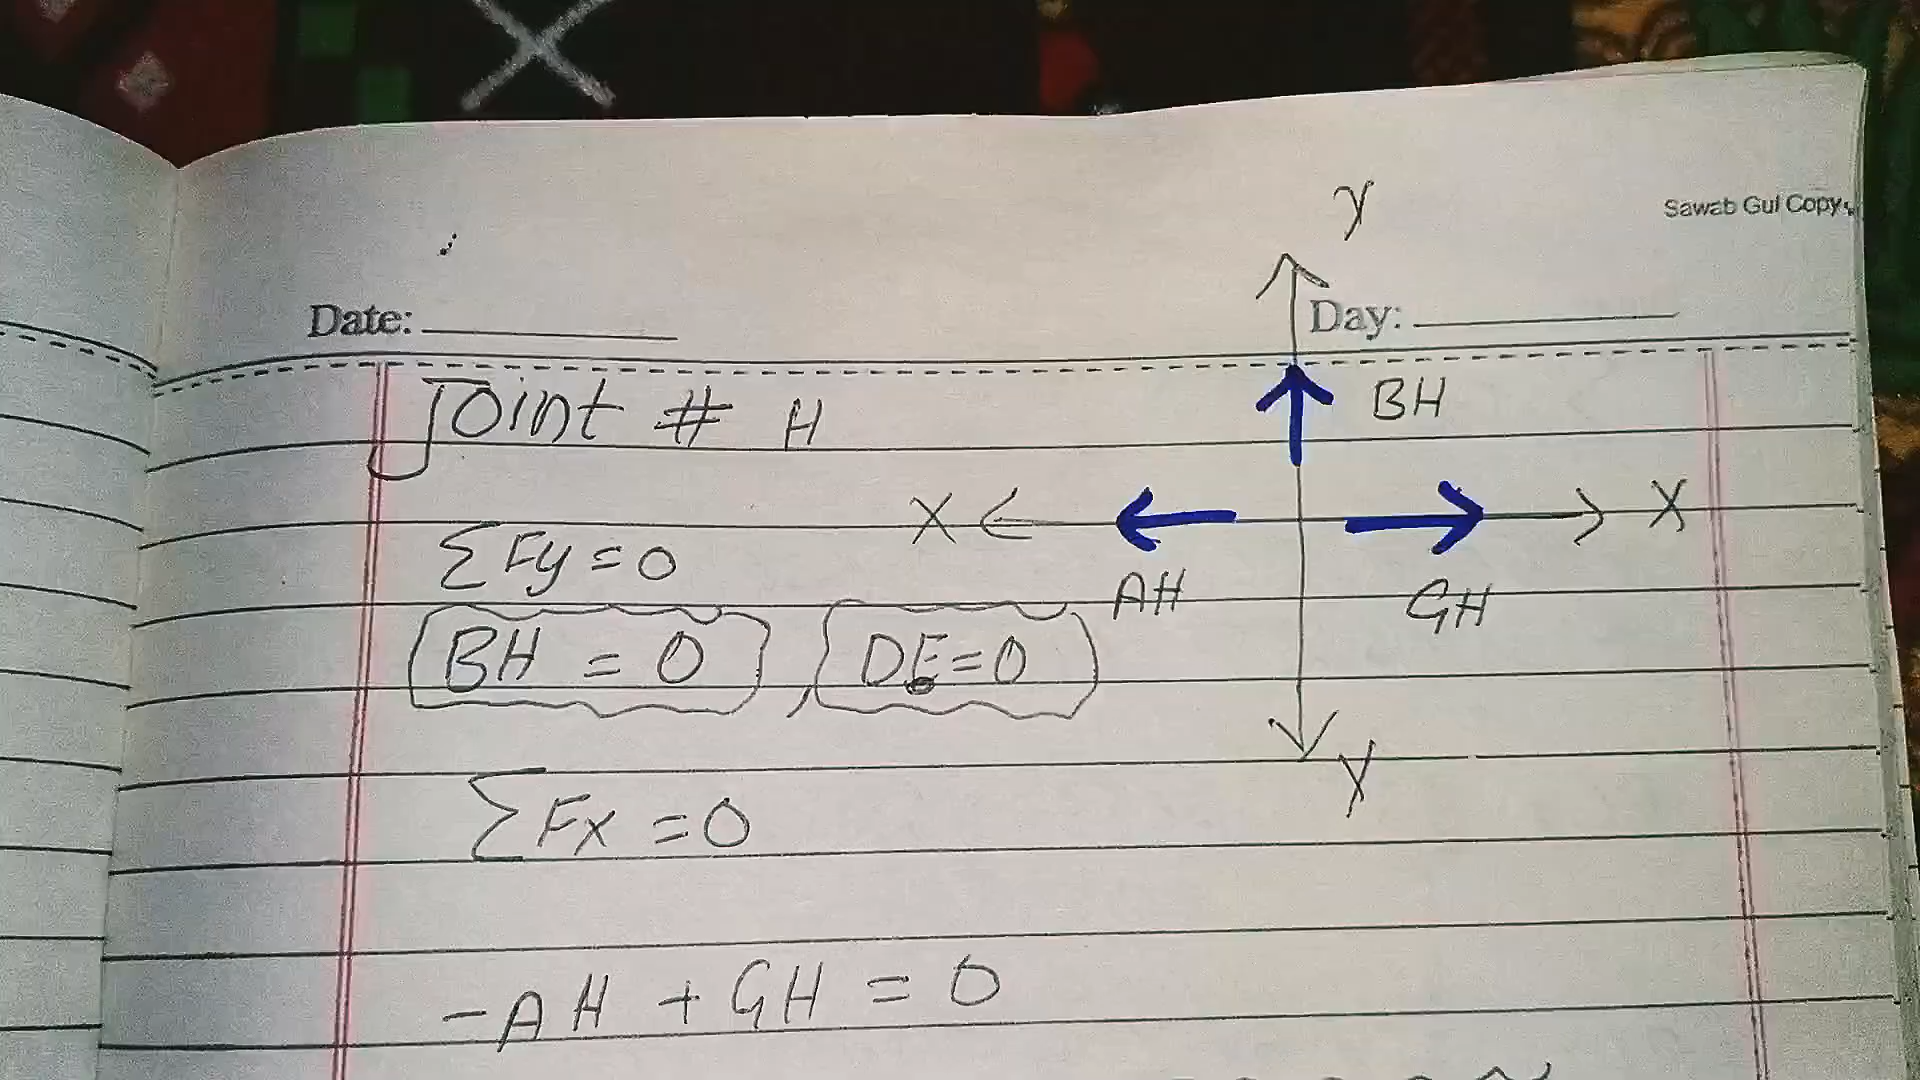 Y
Sawab Gul Copy
Date: Day:
Joint # H
BH
X X
ΣFy = 0
AH GH
BH = 0 , DE = 0
Y
ΣFx = 0
-AH + GH = 0